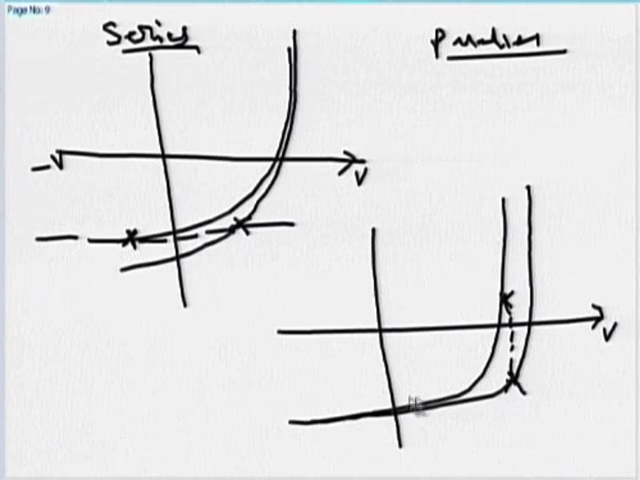 Page No: 9
Series
Parallel
-V
V
V